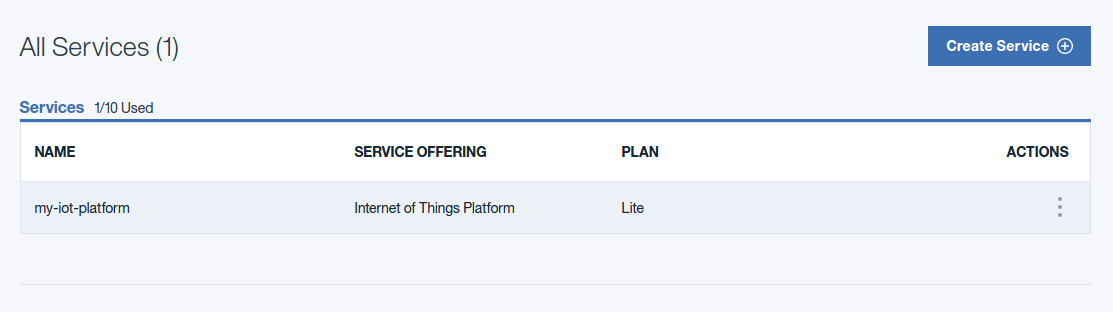 All Services (1)
Create Service
Services 1/10 Used
NAME SERVICE OFFERING PLAN ACTIONS
my-iot-platform Internet of Things Platform Lite